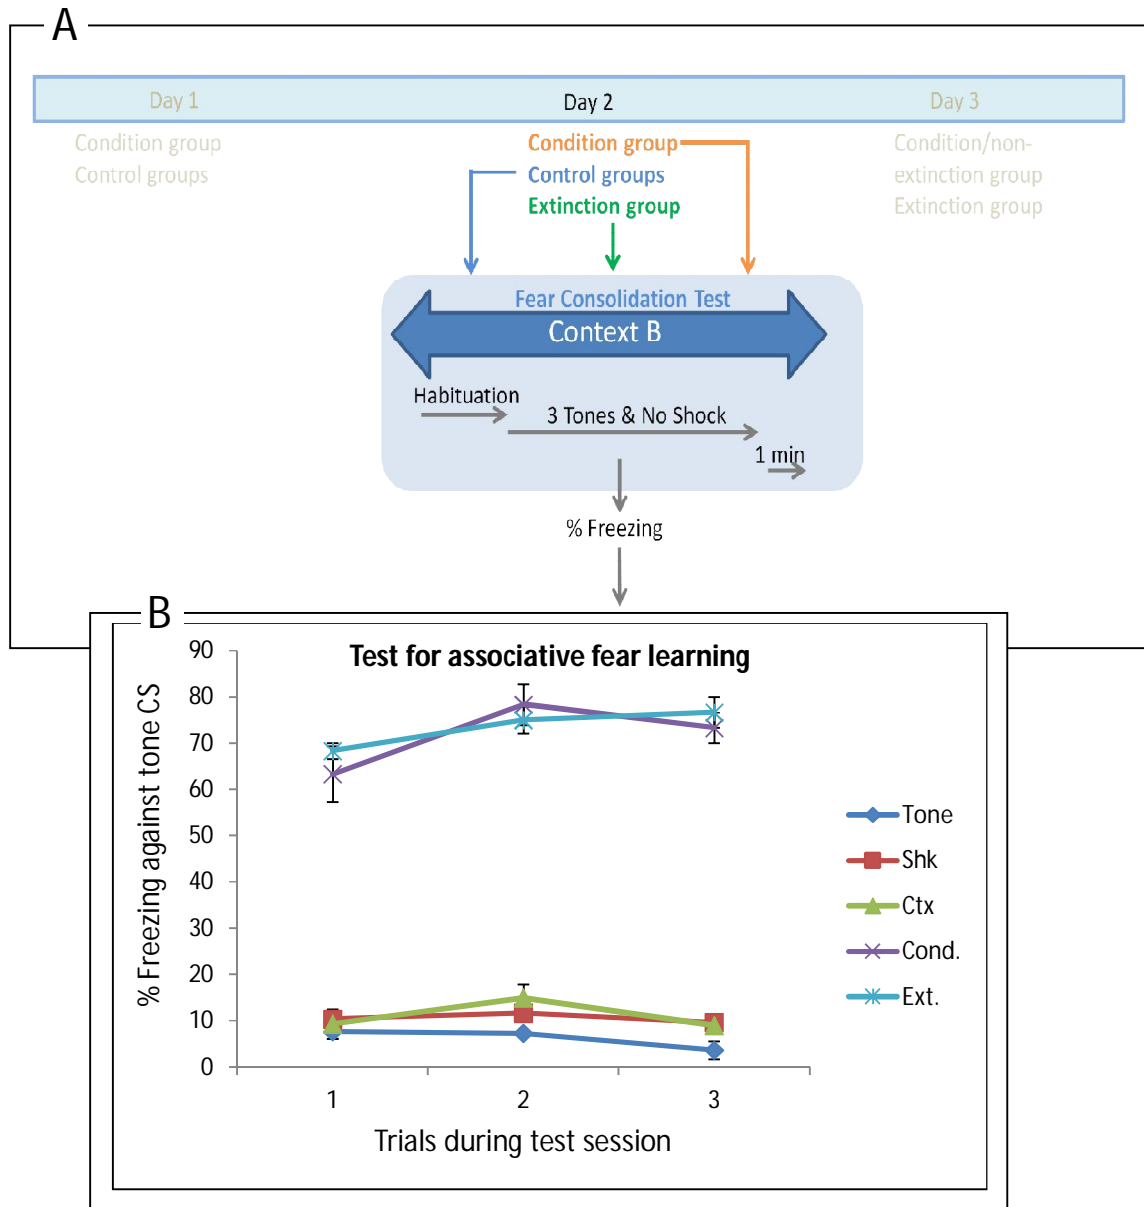 A
Day 1
Day 2
Day 3
Condition group
Control groups
Condition group
Control groups
Extinction group
Condition/non-
extinction group
Extinction group
Fear Consolidation Test
Context B
Habituation
3 Tones & No Shock
1 min
% Freezing
B
Test for associative fear learning
% Freezing against tone CS
90
80
70
60
50
40
30
20
10
0
1 2 3
Trials during test session
Tone
Shk
Ctx
Cond.
Ext.